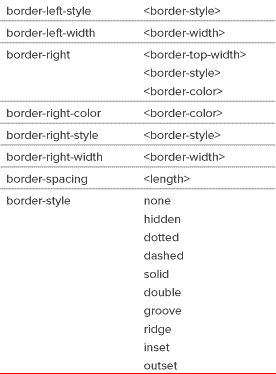 border-left-style <border-style>
border-left-width <border-width>
border-right <border-top-width>
<border-style>
<border-color>
border-right-color <border-color>
border-right-style <border-style>
border-right-width <border-width>
border-spacing <length>
border-style none
hidden
dotted
dashed
solid
double
groove
ridge
inset
outset